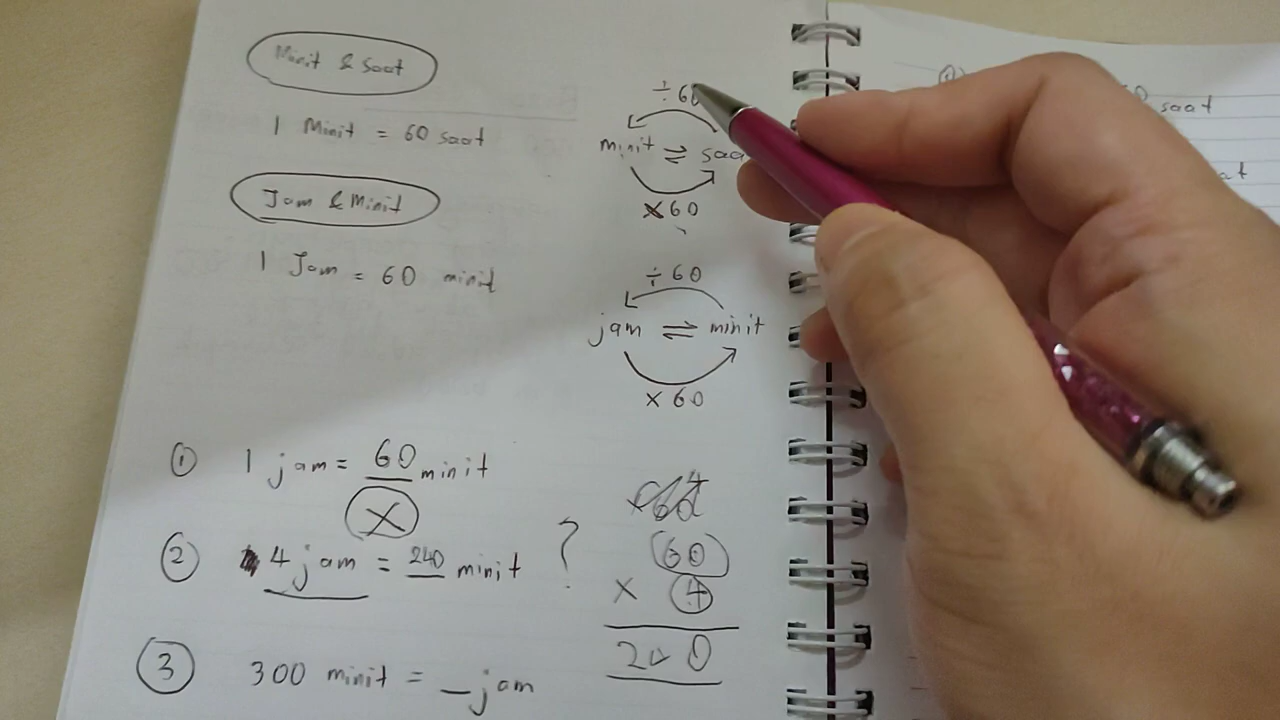 Minit & Saat
1 Minit = 60 saat
Jam & Minit
1 Jam = 60 minit
÷ 60
minit ⇌ saa
× 60
÷ 60
jam ⇌ minit
× 60
① 1 jam = 60 minit
X
② 4 jam = 240 minit ?
60
× 4
240
③ 300 minit = _ jam
saat